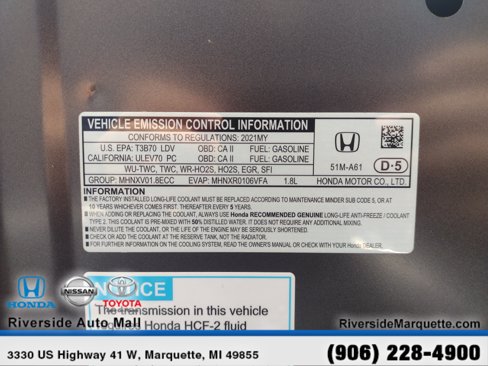 VEHICLE EMISSION CONTROL INFORMATION
CONFORMS TO REGULATIONS: 2021MY
U.S. EPA: T3B70 LDV OBD: CA II FUEL: GASOLINE
CALIFORNIA: ULEV70 PC OBD: CA II FUEL: GASOLINE
WU-TWC, TWC, WR-HO2S, HO2S, EGR, SFI
GROUP: MHNXV01.8ECC EVAP: MHNXR0106VFA 1.8L
51M-A61 D-5
HONDA MOTOR CO., LTD.
INFORMATION
■ THE FACTORY INSTALLED LONG-LIFE COOLANT MUST BE REPLACED ACCORDING TO MAINTENANCE MINDER SUB CODE 5, OR AT
10 YEARS WHICHEVER COMES FIRST. THEREAFTER REPLACE EVERY 5 YEARS.
■ WHEN ADDING OR REPLACING THE COOLANT, ALWAYS USE Honda RECOMMENDED GENUINE LONG-LIFE ANTI-FREEZE / COOLANT
TYPE 2. THIS COOLANT IS PRE-MIXED WITH 50% DISTILLED WATER. IT DOES NOT REQUIRE ANY ADDITIONAL MIXING.
■ NEVER DILUTE THE COOLANT, OR THE LIFE OF THE ENGINE MAY BE SERIOUSLY SHORTENED.
■ CHECK OR ADD THE COOLANT AT THE RESERVE TANK, NOT THE RADIATOR.
■ FOR FURTHER INFORMATION ON THE COOLING SYSTEM, READ THE OWNER'S MANUAL OR CHECK WITH AN AUTHORIZED Honda DEALER.
NOTICE
The transmission in this vehicle
Honda HCF-2 fluid
HONDA NISSAN TOYOTA
Riverside Auto Mall
RiversideMarquette.com
3330 US Highway 41 W, Marquette, MI 49855
(906) 228-4900